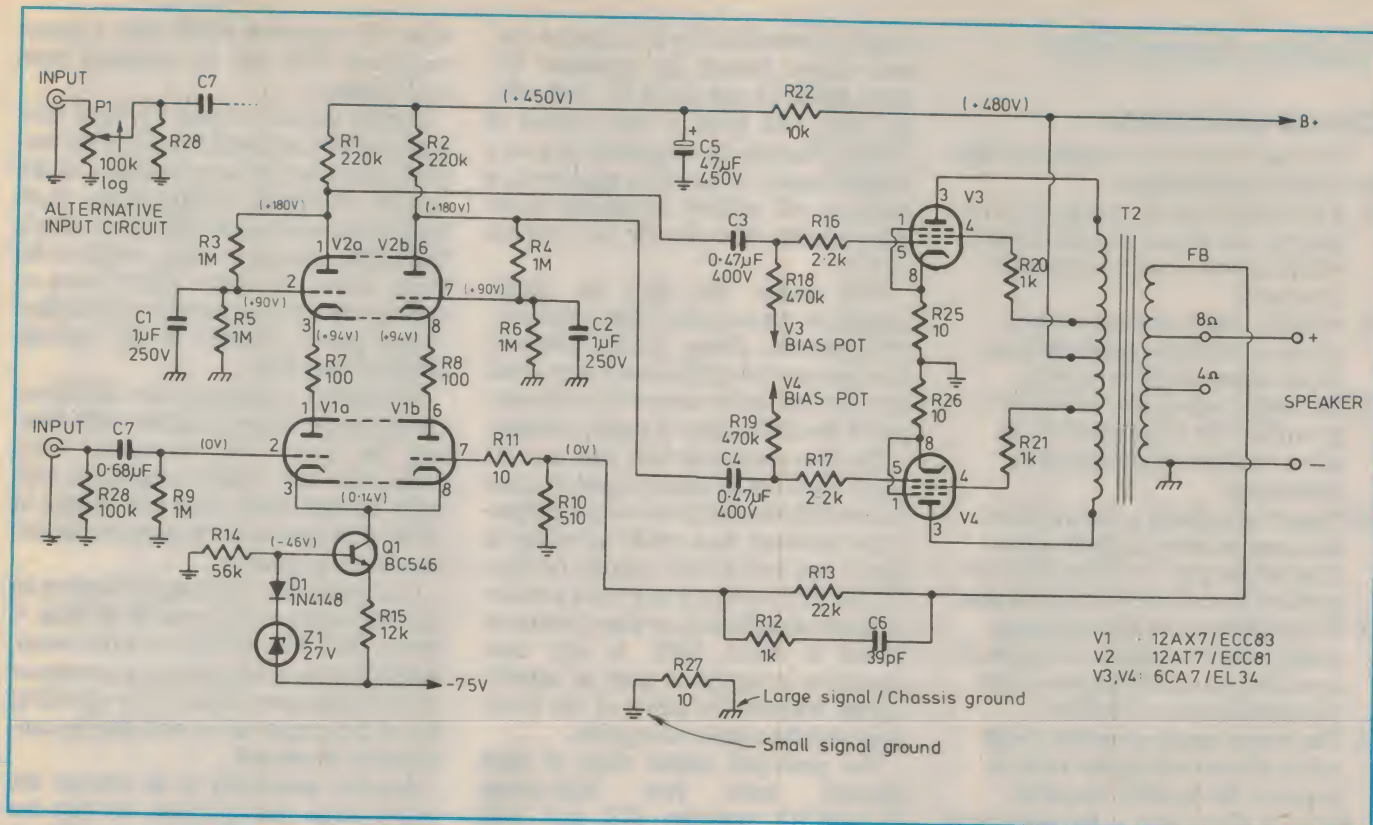 INPUT
P1
100k
log
R28
C7
ALTERNATIVE
INPUT CIRCUIT
(+450V)
R22
10k
(+480V)
B+
R1
220k
R2
220k
C5
+
47µF
450V
(+180V)
(+180V)
R3
1M
1
V2a
V2b
6
R4
1M
2
(+90V)
7
(+90V)
C1
1µF
250V
R5
1M
3
(+94V)
(+94V)
8
R6
1M
C2
1µF
250V
R7
100
R8
100
C3
0·47µF
400V
R16
2·2k
R18
470k
V3
BIAS POT
V4
BIAS POT
R19
470k
C4
0·47µF
400V
R17
2·2k
3
V3
1
5
4
8
R20
1k
R25
10
R26
10
8
5
1
4
V4
3
R21
1k
T2
FB
8Ω
4Ω
+
SPEAKER
−
INPUT
C7
0·68µF
(0V)
R28
100k
R9
1M
1
V1a
V1b
6
2
7
3
(0·14V)
8
R11
10
(0V)
R10
510
R14
56k
(-46V)
Q1
BC546
D1
1N4148
Z1
27V
R15
12k
-75V
R13
22k
R12
1k
C6
39pF
R27
10
Large signal / Chassis ground
Small signal ground
V1 : 12AX7/ECC83
V2 12AT7/ECC81
V3,V4: 6CA7/EL34